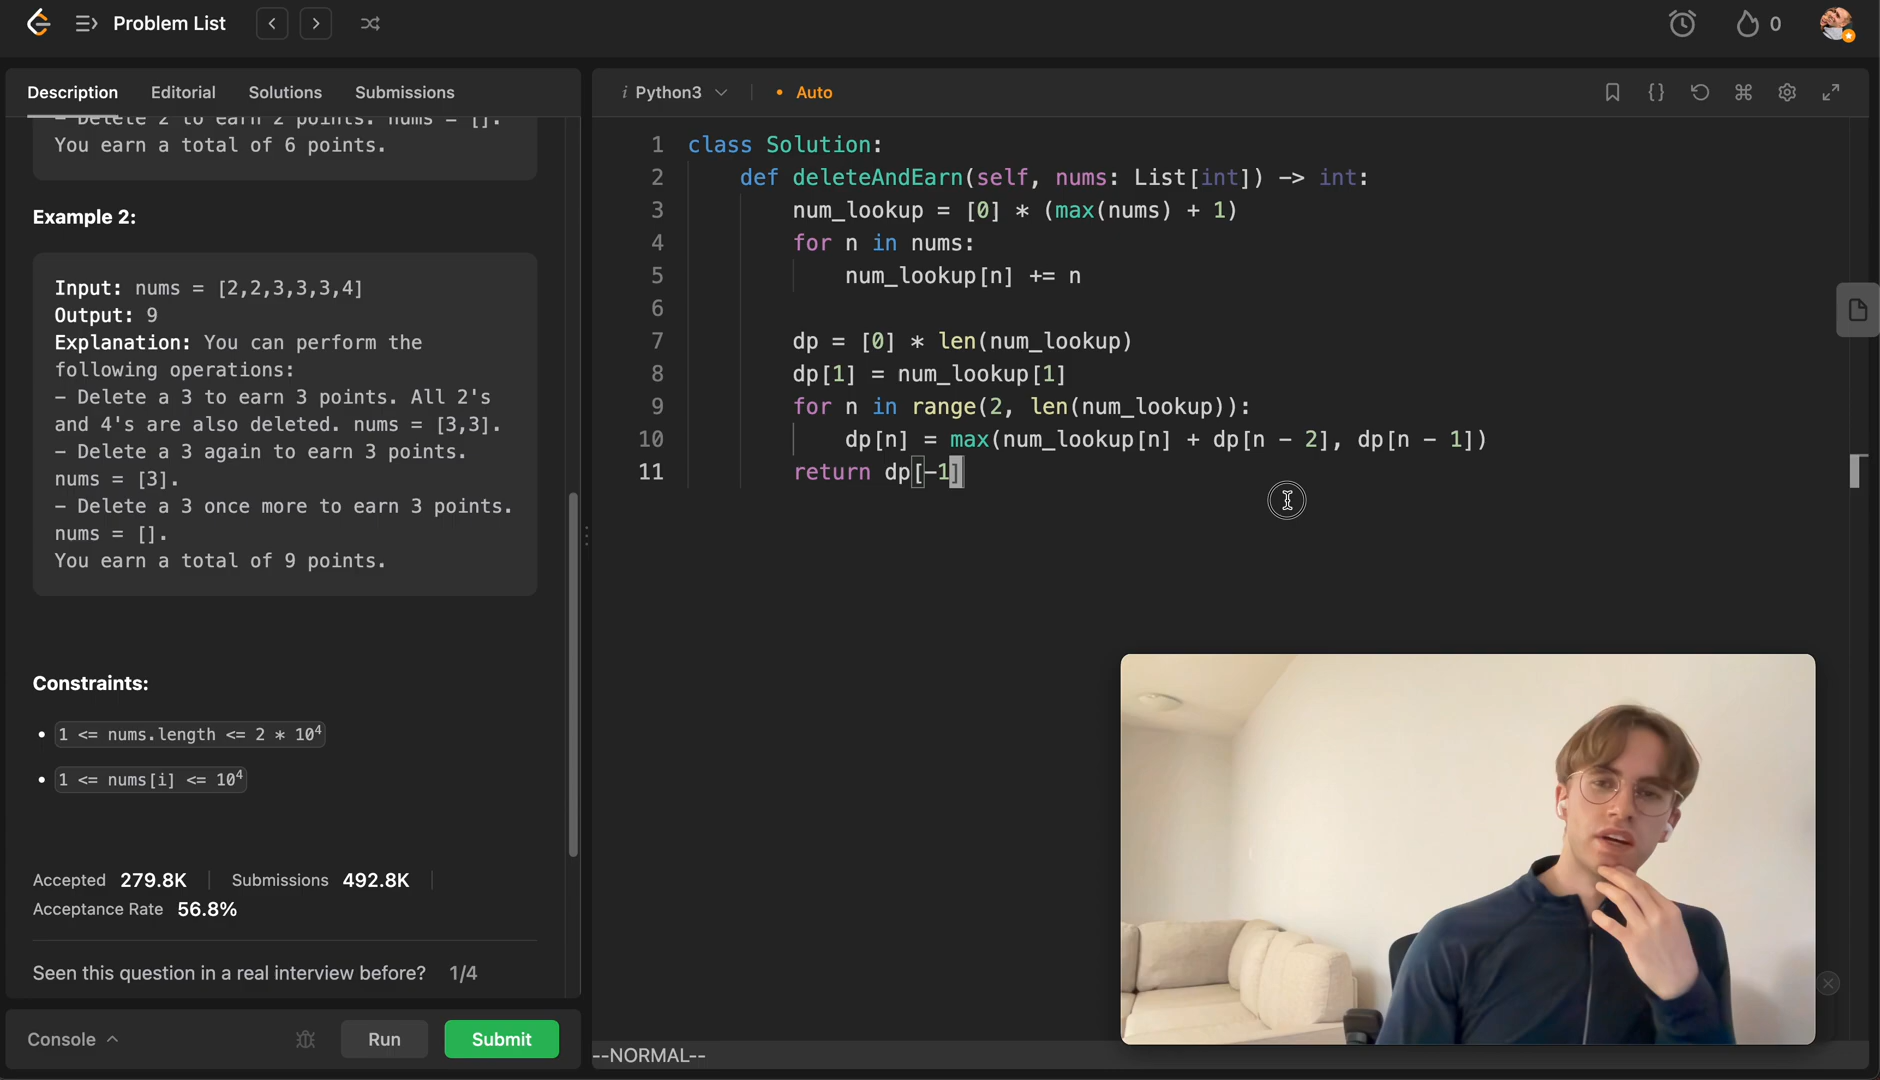 Problem List
0
Description Editorial Solutions Submissions
- Delete 2 to earn 2 points. nums = [].
You earn a total of 6 points.
Example 2:
Input: nums = [2,2,3,3,3,4]
Output: 9
Explanation: You can perform the
following operations:
- Delete a 3 to earn 3 points. All 2's
and 4's are also deleted. nums = [3,3].
- Delete a 3 again to earn 3 points.
nums = [3].
- Delete a 3 once more to earn 3 points.
nums = [].
You earn a total of 9 points.
Constraints:
• 1 <= nums.length <= 2 * 10⁴
• 1 <= nums[i] <= 10⁴
Accepted 279.8K Submissions 492.8K
Acceptance Rate 56.8%
Seen this question in a real interview before? 1/4
Console Run Submit
i Python3 • Auto
1 class Solution:
2 def deleteAndEarn(self, nums: List[int]) -> int:
3 num_lookup = [0] * (max(nums) + 1)
4 for n in nums:
5 num_lookup[n] += n
6
7 dp = [0] * len(num_lookup)
8 dp[1] = num_lookup[1]
9 for n in range(2, len(num_lookup)):
10 dp[n] = max(num_lookup[n] + dp[n - 2], dp[n - 1])
11 return dp[-1]
--NORMAL--